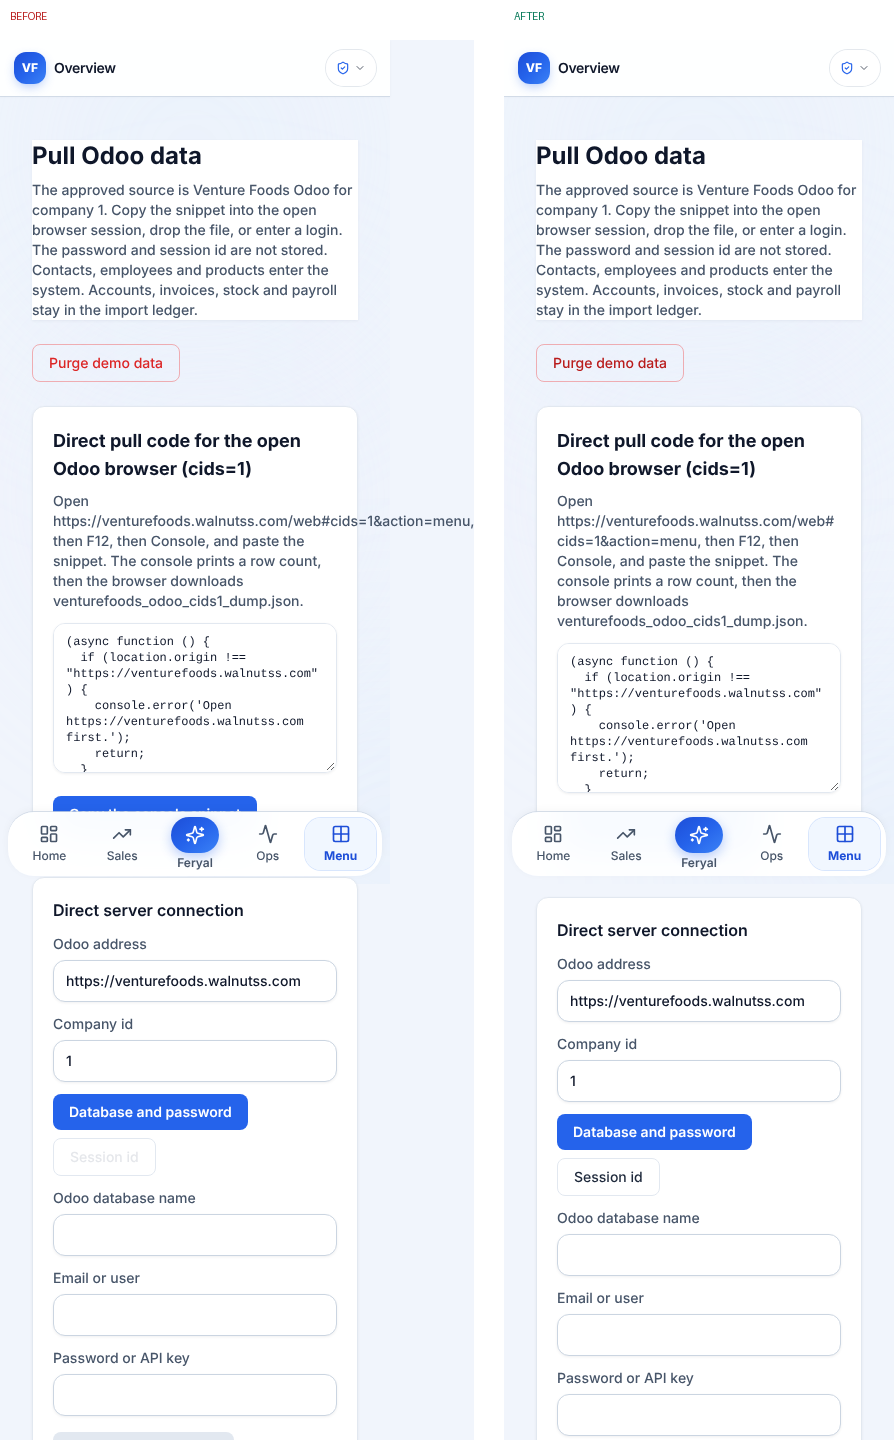 BEFORE
VF Overview
Pull Odoo data
The approved source is Venture Foods Odoo for
company 1. Copy the snippet into the open
browser session, drop the file, or enter a login.
The password and session id are not stored.
Contacts, employees and products enter the
system. Accounts, invoices, stock and payroll
stay in the import ledger.
Purge demo data
Direct pull code for the open
Odoo browser (cids=1)
Open
https://venturefoods.walnutss.com/web#cids=1&action=menu,
then F12, then Console, and paste the
snippet. The console prints a row count,
then the browser downloads
venturefoods_odoo_cids1_dump.json.
(async function () {
  if (location.origin !==
"https://venturefoods.walnutss.com"
) {
    console.error('Open
https://venturefoods.walnutss.com
first.');
    return;
  }
Home
Sales
Feryal
Ops
Menu
Direct server connection
Odoo address
https://venturefoods.walnutss.com
Company id
1
Database and password
Session id
Odoo database name
Email or user
Password or API key
AFTER
VF Overview
Pull Odoo data
The approved source is Venture Foods Odoo for
company 1. Copy the snippet into the open
browser session, drop the file, or enter a login.
The password and session id are not stored.
Contacts, employees and products enter the
system. Accounts, invoices, stock and payroll
stay in the import ledger.
Purge demo data
Direct pull code for the open
Odoo browser (cids=1)
Open
https://venturefoods.walnutss.com/web#
cids=1&action=menu, then F12, then
Console, and paste the snippet. The
console prints a row count, then the
browser downloads
venturefoods_odoo_cids1_dump.json.
(async function () {
  if (location.origin !==
"https://venturefoods.walnutss.com"
) {
    console.error('Open
https://venturefoods.walnutss.com
first.');
    return;
  }
Home
Sales
Feryal
Ops
Menu
Direct server connection
Odoo address
https://venturefoods.walnutss.com
Company id
1
Database and password
Session id
Odoo database name
Email or user
Password or API key